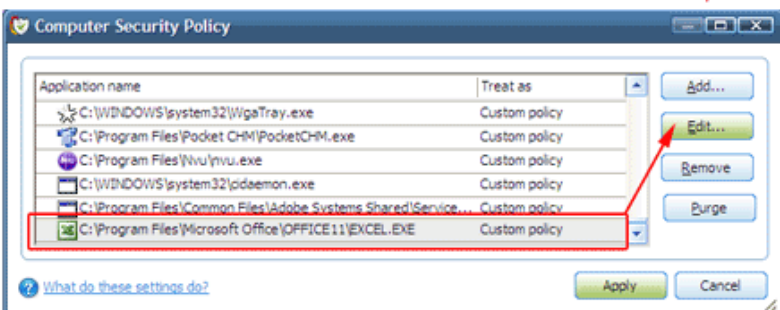 Computer Security Policy
Application name Treat as
C:\WINDOWS\system32\WgaTray.exe Custom policy
C:\Program Files\Pocket CHM\PocketCHM.exe Custom policy
C:\Program Files\Nvu\nvu.exe Custom policy
C:\WINDOWS\system32\cidaemon.exe Custom policy
C:\Program Files\Common Files\Adobe Systems Shared\Service... Custom policy
C:\Program Files\Microsoft Office\OFFICE11\EXCEL.EXE Custom policy
Add...
Edit...
Remove
Purge
What do these settings do?
Apply
Cancel